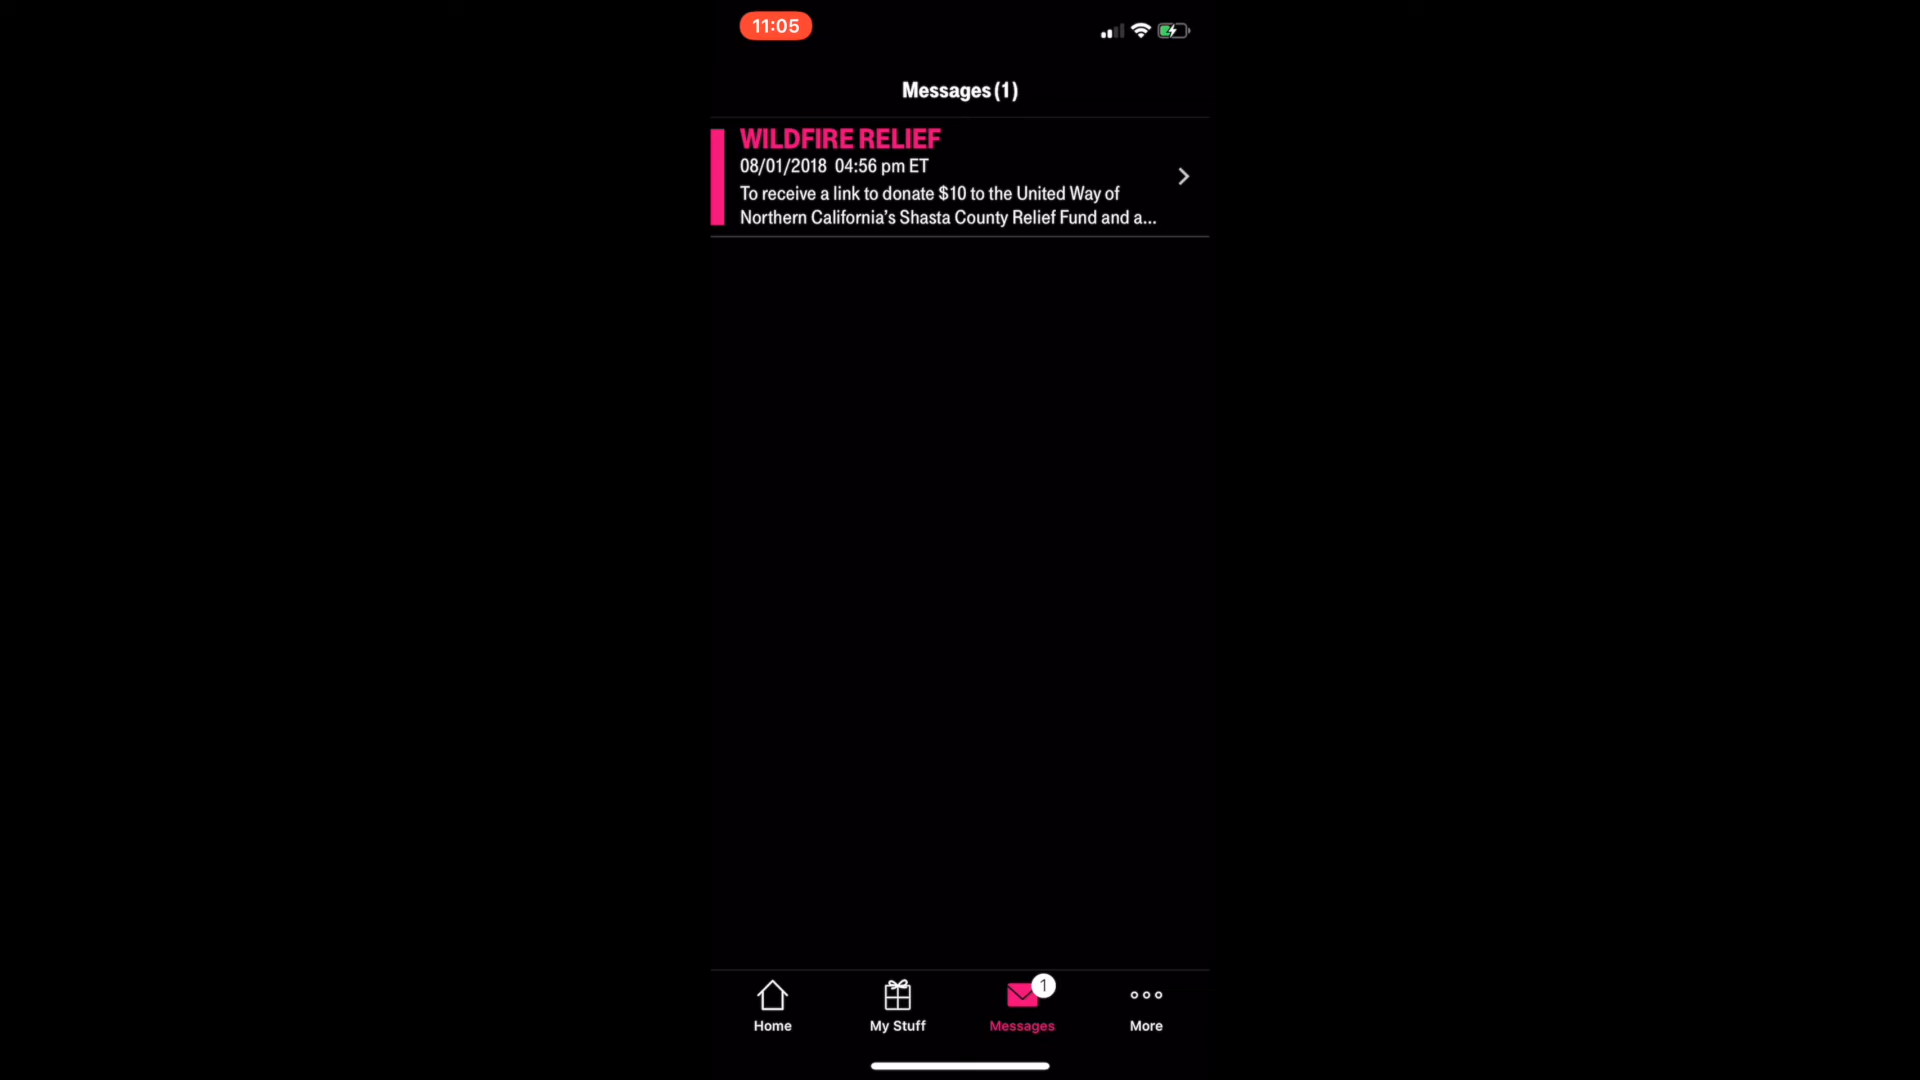 11:05
Messages (1)
WILDFIRE RELIEF
08/01/2018 04:56 pm ET
To receive a link to donate $10 to the United Way of
Northern California’s Shasta County Relief Fund and a...
1
Home
My Stuff
Messages
More